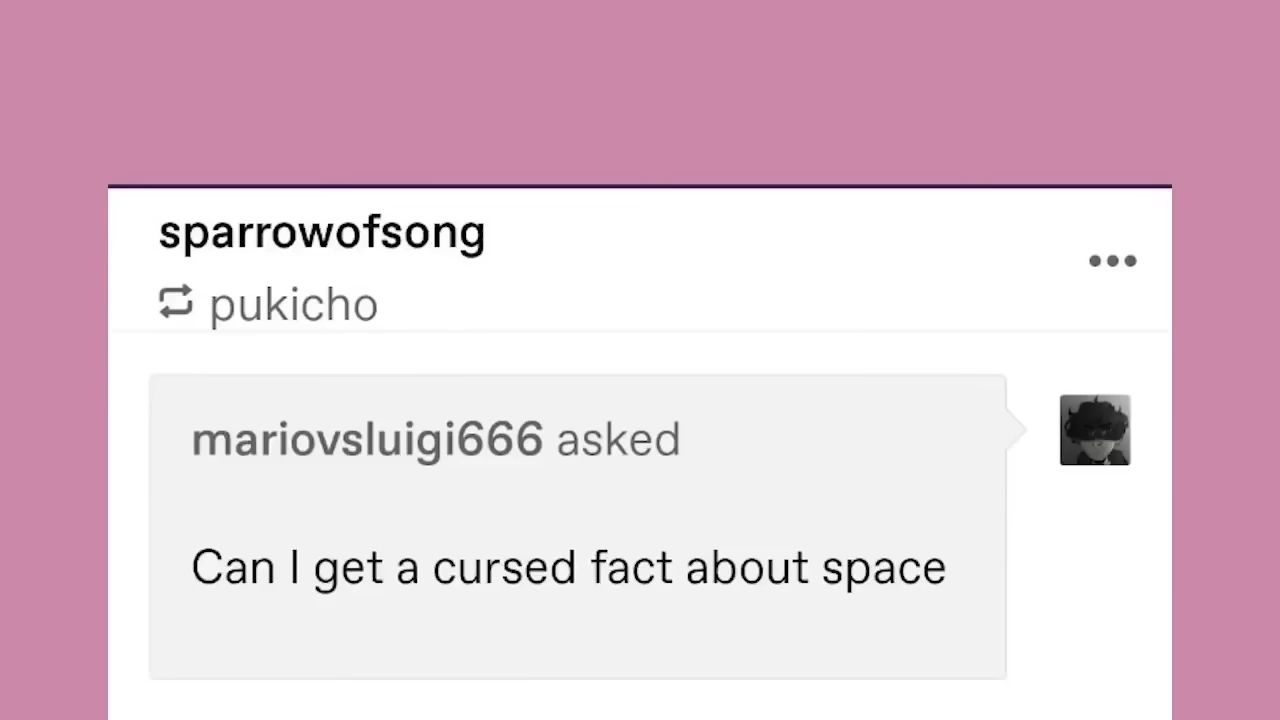 sparrowofsong
pukicho
mariovsluigi666 asked
Can I get a cursed fact about space